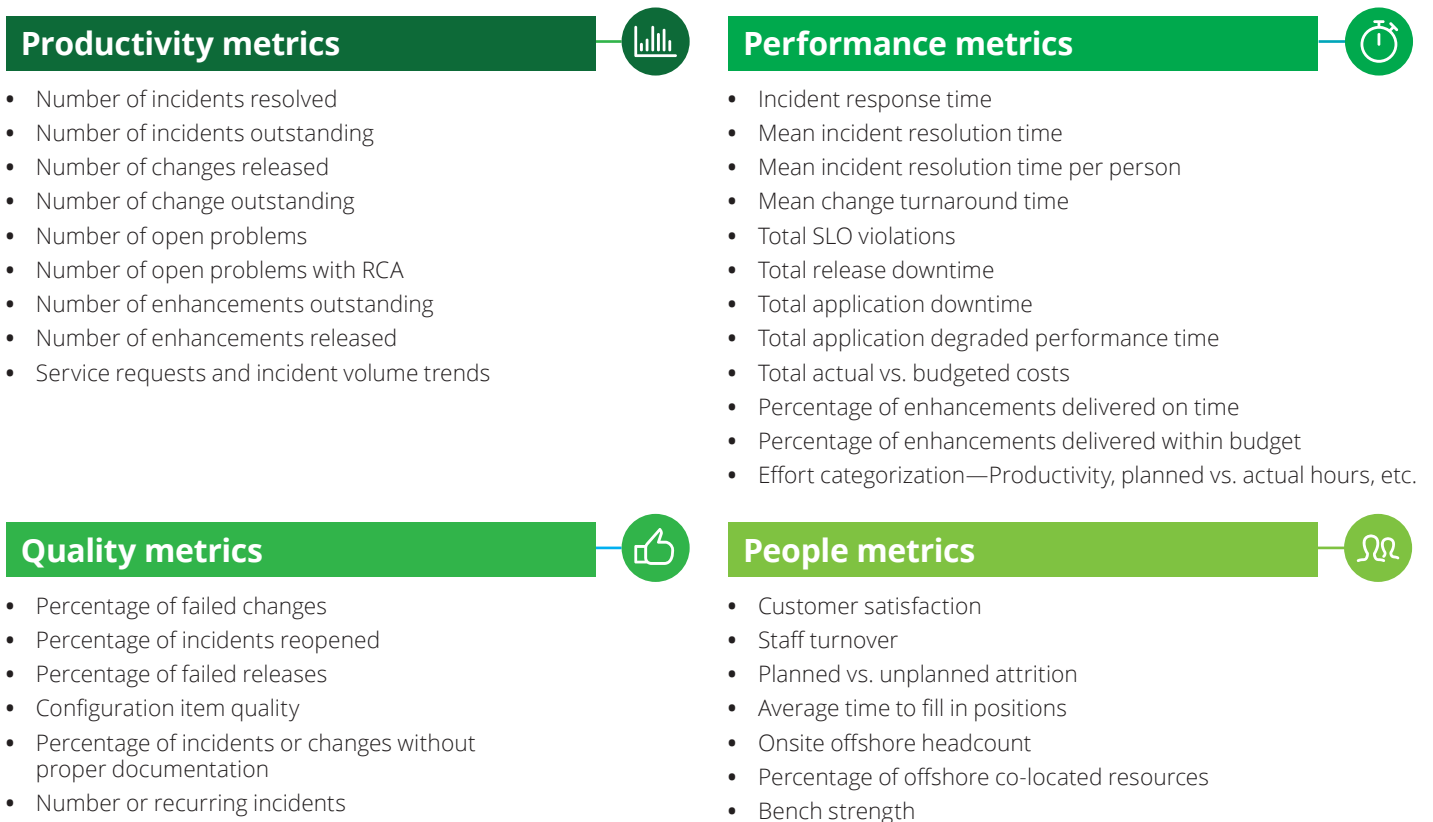 Productivity metrics
• Number of incidents resolved
• Number of incidents outstanding
• Number of changes released
• Number of change outstanding
• Number of open problems
• Number of open problems with RCA
• Number of enhancements outstanding
• Number of enhancements released
• Service requests and incident volume trends
Performance metrics
• Incident response time
• Mean incident resolution time
• Mean incident resolution time per person
• Mean change turnaround time
• Total SLO violations
• Total release downtime
• Total application downtime
• Total application degraded performance time
• Total actual vs. budgeted costs
• Percentage of enhancements delivered on time
• Percentage of enhancements delivered within budget
• Effort categorization—Productivity, planned vs. actual hours, etc.
Quality metrics
• Percentage of failed changes
• Percentage of incidents reopened
• Percentage of failed releases
• Configuration item quality
• Percentage of incidents or changes without
proper documentation
• Number or recurring incidents
People metrics
• Customer satisfaction
• Staff turnover
• Planned vs. unplanned attrition
• Average time to fill in positions
• Onsite offshore headcount
• Percentage of offshore co-located resources
• Bench strength